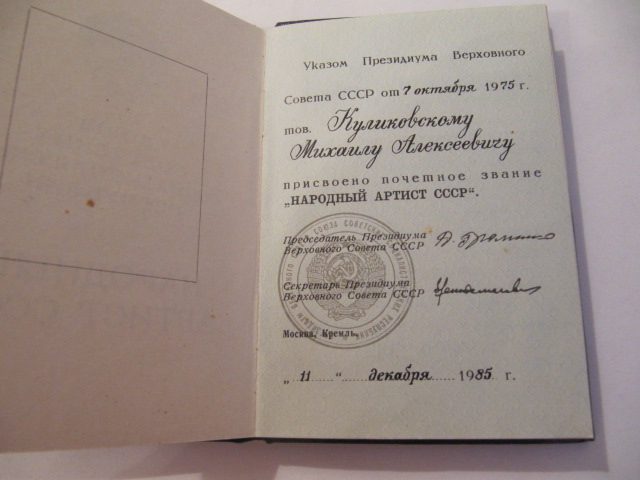 Указом Президиума Верховного
Совета СССР от 7 октября 1975 г.
тов. Куликовскому
Михаилу Алексеевичу
присвоено почетное звание
„НАРОДНЫЙ АРТИСТ СССР“.
Председатель Президиума
Верховного Совета СССР
Секретарь Президиума
Верховного Совета СССР
Москва, Кремль.
„ 11 “ декабря 1985 г.